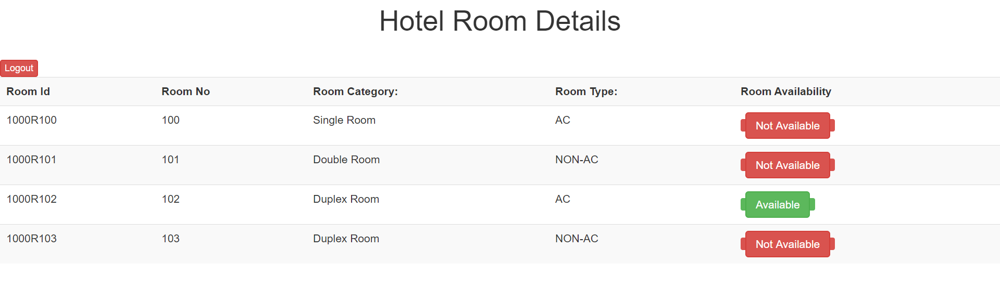 Hotel Room Details
Logout
Room Id Room No Room Category: Room Type: Room Availability
1000R100 100 Single Room AC Not Available
1000R101 101 Double Room NON-AC Not Available
1000R102 102 Duplex Room AC Available
1000R103 103 Duplex Room NON-AC Not Available